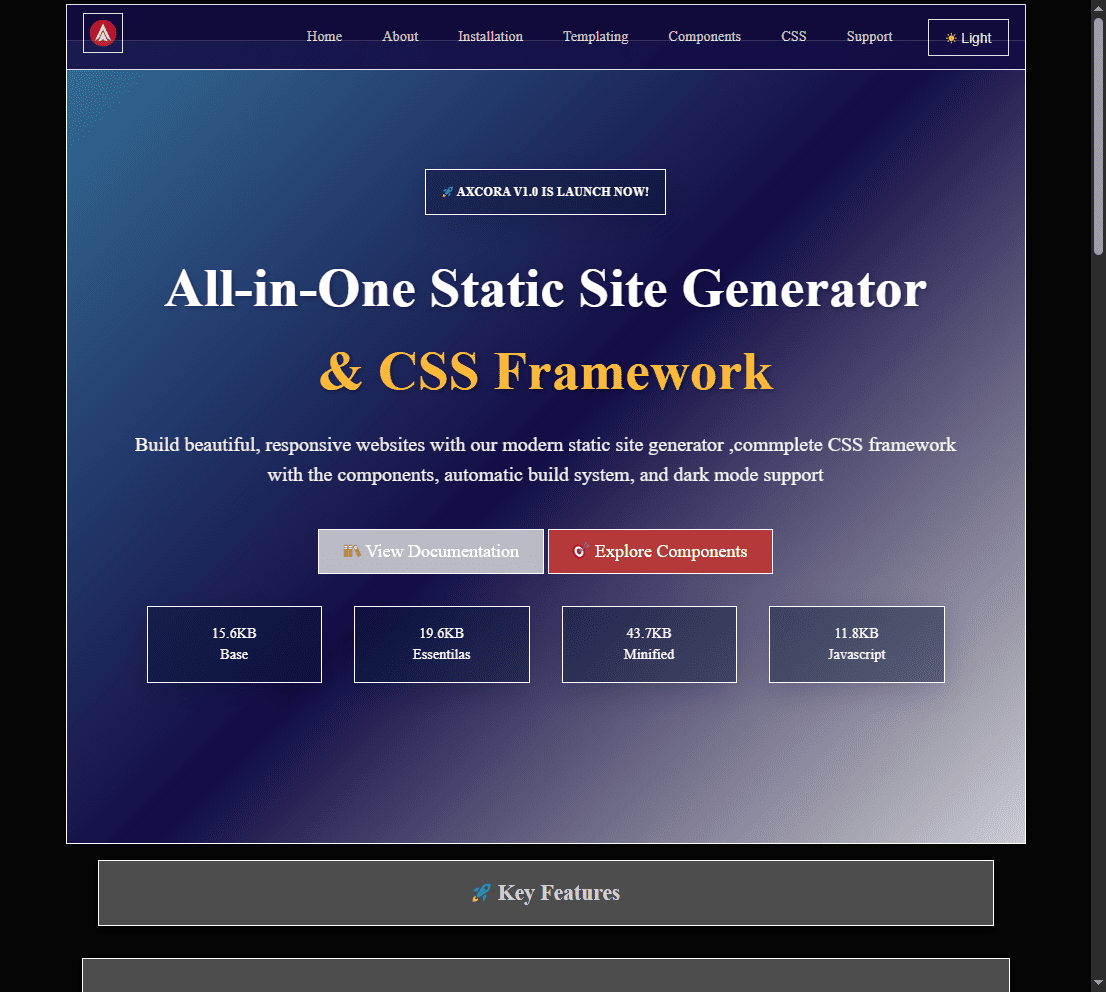 Home About Installation Templating Components CSS Support Light
AXCORA V1.0 IS LAUNCH NOW!
All-in-One Static Site Generator
& CSS Framework
Build beautiful, responsive websites with our modern static site generator ,commplete CSS framework
with the components, automatic build system, and dark mode support
View Documentation Explore Components
15.6KB 19.6KB 43.7KB 11.8KB
Base Essentilas Minified Javascript
Key Features